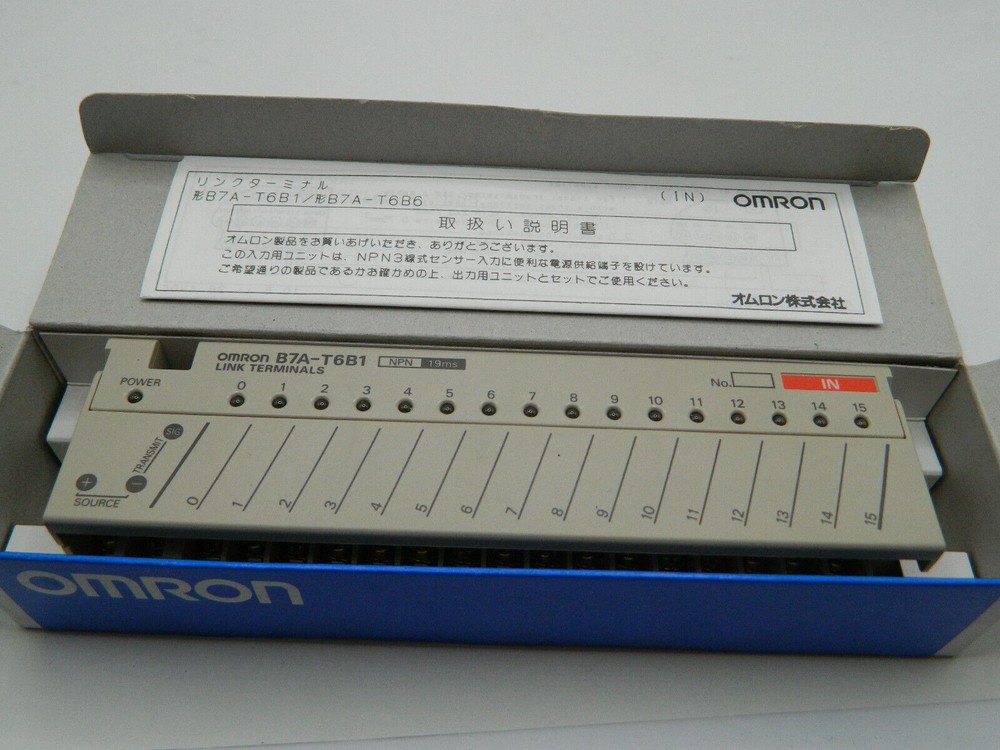 リンクターミナル
形B7A-T6B1/形B7A-T6B6 (IN) OMRON
取扱い説明書
オムロン製品をお買いあげいただき、ありがとうございます。
この入力用ユニットは、NPN3線式センサー入力に便利な電源供給端子を設けています。
ご希望通りの製品であるかお確かめの上、出力用ユニットとセットでご使用ください。
オムロン株式会社
OMRON B7A-T6B1 NPN 19ms
LINK TERMINALS
No. IN
POWER 0 1 2 3 4 5 6 7 8 9 10 11 12 13 14 15
SIG
TRANSMIT
+ -
SOURCE
0 1 2 3 4 5 6 7 8 9 10 11 12 13 14 15
OMRON